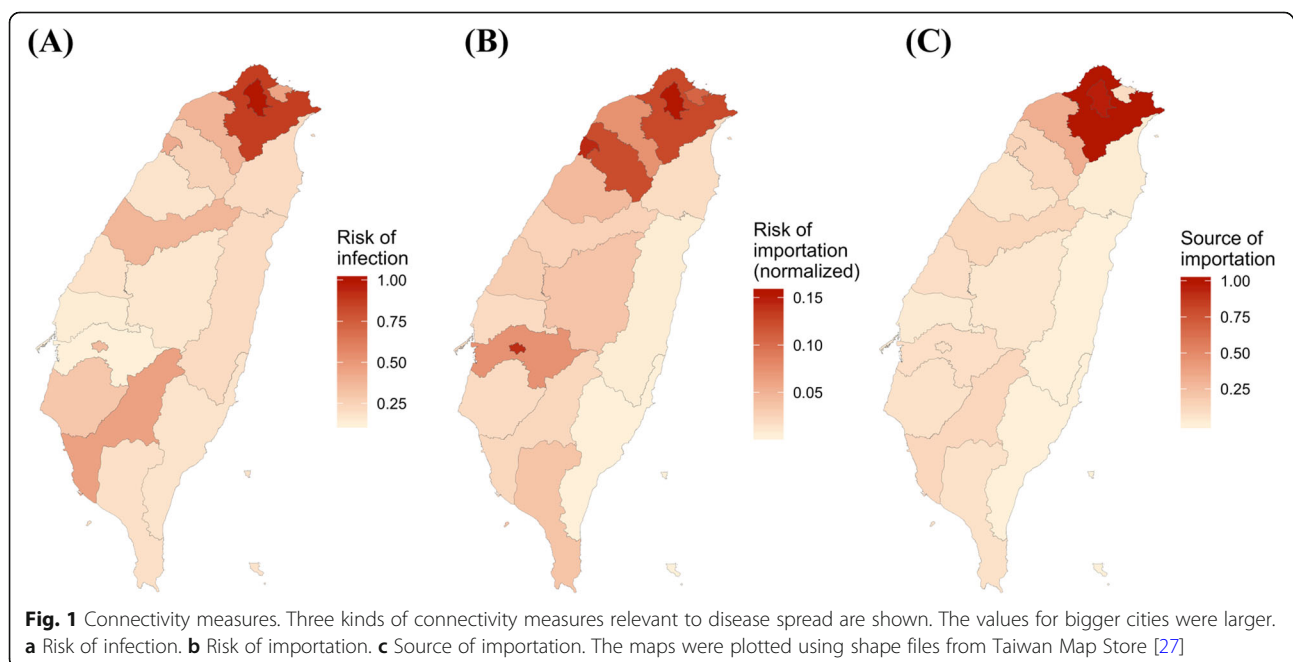 (A)
(B)
(C)
Risk of
infection
1.00
0.75
0.50
0.25
Risk of
importation
(normalized)
0.15
0.10
0.05
Source of
importation
1.00
0.75
0.50
0.25
Fig. 1 Connectivity measures. Three kinds of connectivity measures relevant to disease spread are shown. The values for bigger cities were larger.
a Risk of infection. b Risk of importation. c Source of importation. The maps were plotted using shape files from Taiwan Map Store [27]